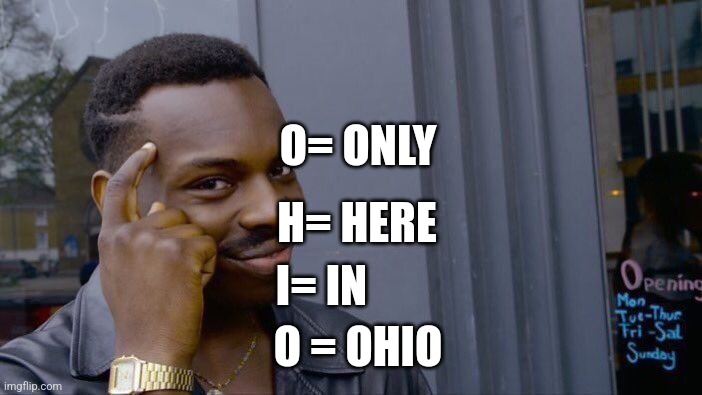 O= ONLY
H= HERE
I= IN
O = OHIO
Opening
Mon
Tue-Thur
Fri -Sat
Sunday
imgflip.com